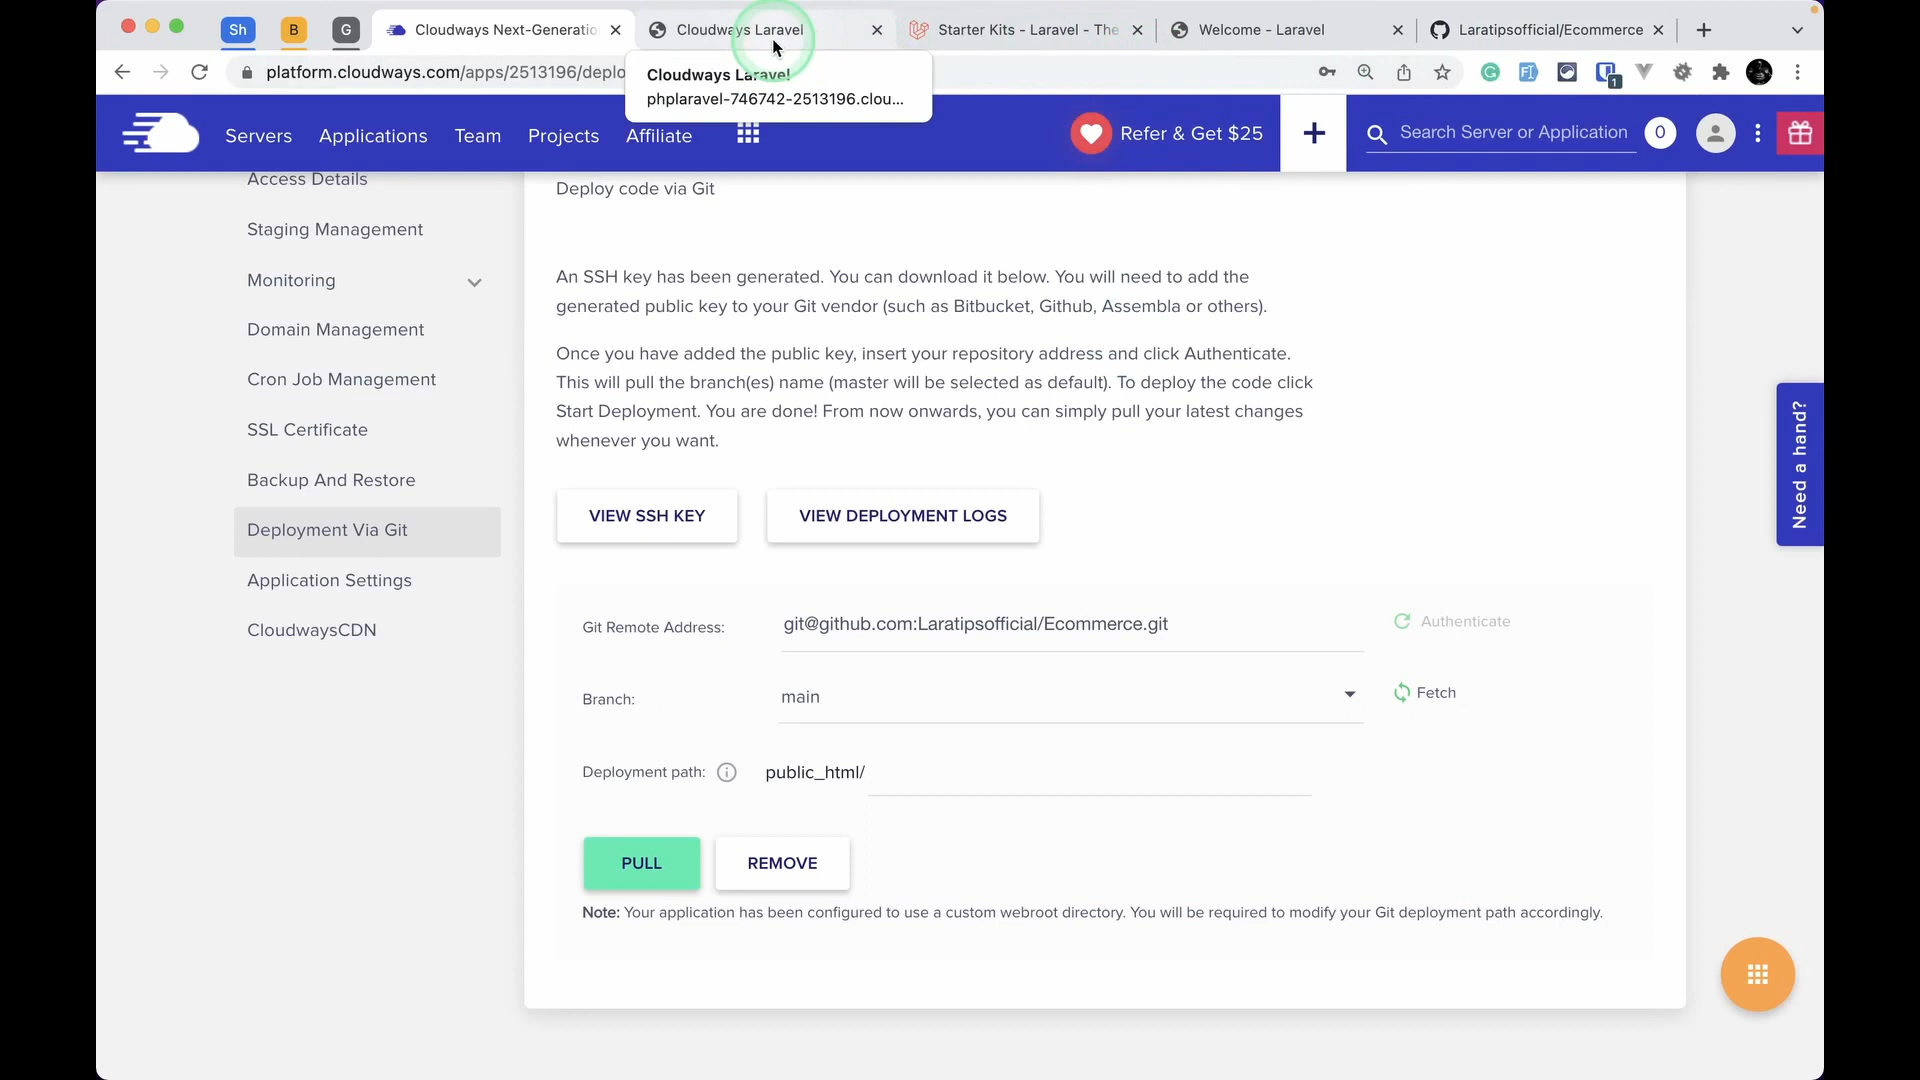 Sh
B
G
Cloudways Next-Generatio
Cloudways Laravel
Starter Kits - Laravel - The
Welcome - Laravel
Laratipsofficial/Ecommerce
platform.cloudways.com/apps/2513196/deplo
1
Cloudways Laravel
phplaravel-746742-2513196.clou...
Servers
Applications
Team
Projects
Affiliate
Refer & Get $25
+
Search Server or Application
0
Access Details
Staging Management
Monitoring
Domain Management
Cron Job Management
SSL Certificate
Backup And Restore
Deployment Via Git
Application Settings
CloudwaysCDN
Deploy code via Git
An SSH key has been generated. You can download it below. You will need to add the
generated public key to your Git vendor (such as Bitbucket, Github, Assembla or others).
Once you have added the public key, insert your repository address and click Authenticate.
This will pull the branch(es) name (master will be selected as default). To deploy the code click
Start Deployment. You are done! From now onwards, you can simply pull your latest changes
whenever you want.
VIEW SSH KEY
VIEW DEPLOYMENT LOGS
Git Remote Address:
git@github.com:Laratipsofficial/Ecommerce.git
Authenticate
Branch:
main
Fetch
Deployment path:
public_html/
PULL
REMOVE
Note: Your application has been configured to use a custom webroot directory. You will be required to modify your Git deployment path accordingly.
Need a hand?